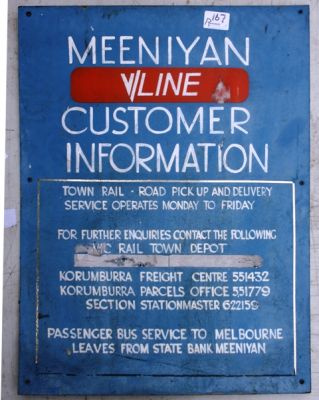 167
MEENIYAN
V/LINE
CUSTOMER
INFORMATION
TOWN RAIL - ROAD PICK UP AND DELIVERY
SERVICE OPERATES MONDAY TO FRIDAY
FOR FURTHER ENQUIRIES CONTACT THE FOLLOWING
VIC RAIL TOWN DEPOT
KORUMBURRA FREIGHT CENTRE 551432
KORUMBURRA PARCELS OFFICE 551779
SECTION STATIONMASTER 622159
PASSENGER BUS SERVICE TO MELBOURNE
LEAVES FROM STATE BANK MEENIYAN